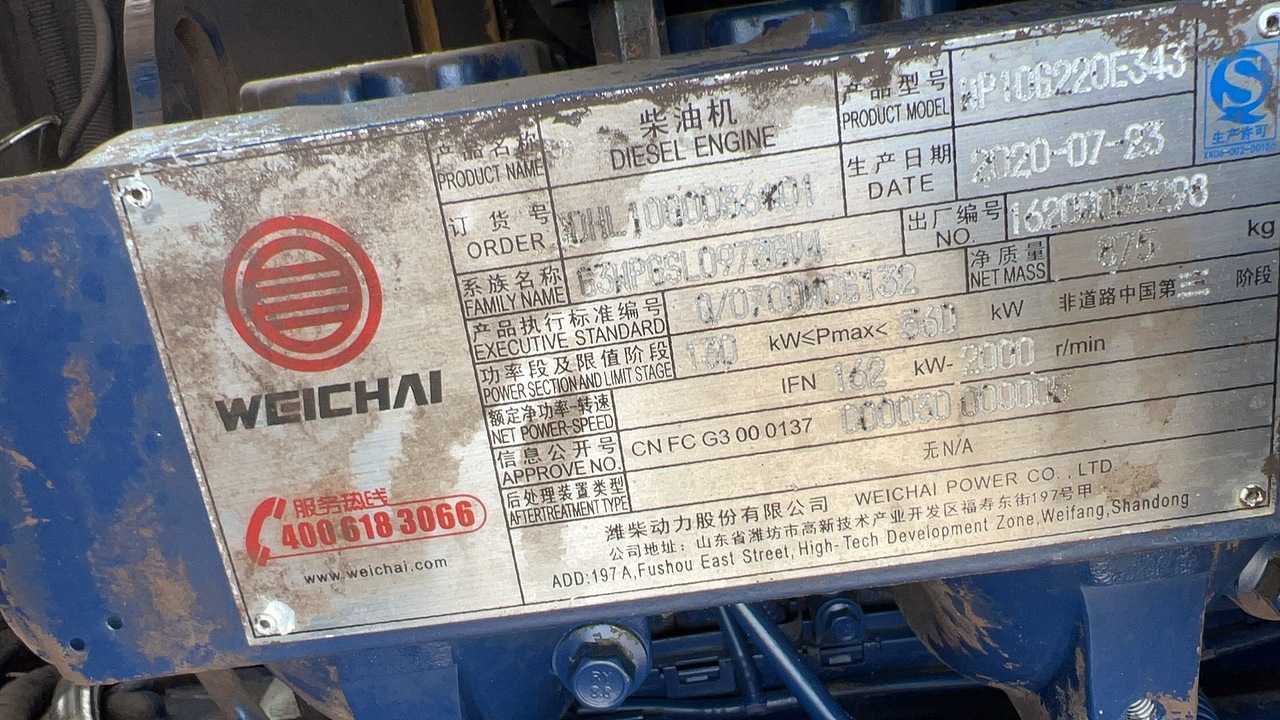 WEICHAI
服务热线
400 618 3066
www.weichai.com
产品名称 PRODUCT NAME
柴油机 DIESEL ENGINE
产品型号 PRODUCT MODEL
WP10G220E343
生产许可
订货号 ORDER
生产日期 DATE
2020-07-23
系族名称 FAMILY NAME
出厂编号 NO.
产品执行标准编号 EXECUTIVE STANDARD
净质量 NET MASS 875 kg
功率段及限值阶段 POWER SECTION AND LIMIT STAGE
130 kW≤Pmax< 560 kW 非道路中国第三阶段
额定净功率-转速 NET POWER-SPEED
IFN 162 kW- 2000 r/min
信息公开号 APPROVE NO.
CN FC G3 00 0137 000030 000005
后处理装置类型 AFTERTREATMENT TYPE
无N/A
潍柴动力股份有限公司 WEICHAI POWER CO., LTD.
公司地址: 山东省潍坊市高新技术产业开发区福寿东街197号甲
ADD:197A,Fushou East Street,High-Tech Development Zone,Weifang,Shandong